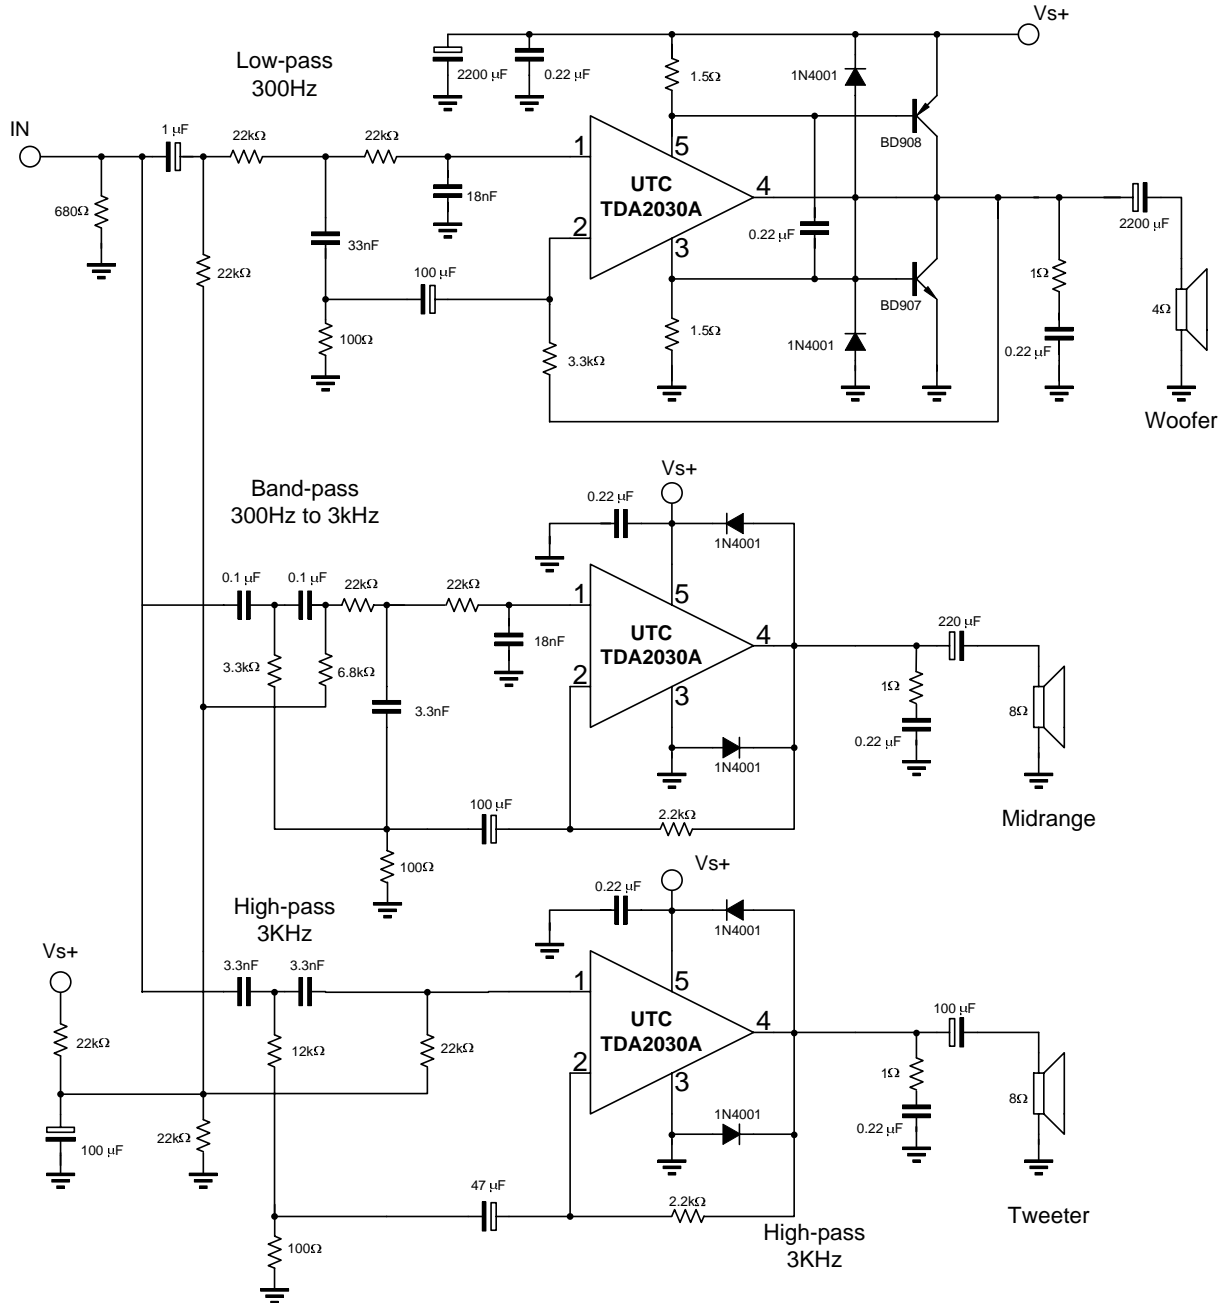 Vs+
Low-pass
300Hz
2200 μF
0.22 μF
1.5Ω
1N4001
BD908
IN
1 μF
22kΩ
22kΩ
1
5
UTC
TDA2030A
4
18nF
680Ω
2
3
33nF
0.22 μF
2200 μF
22kΩ
100 μF
1Ω
BD907
4Ω
100Ω
1.5Ω
1N4001
0.22 μF
3.3kΩ
Woofer
Vs+
Band-pass
300Hz to 3kHz
0.22 μF
1N4001
0.1 μF
0.1 μF
22kΩ
22kΩ
1
5
UTC
TDA2030A
4
220 μF
18nF
3.3kΩ
6.8kΩ
2
3
1Ω
3.3nF
8Ω
0.22 μF
1N4001
100 μF
2.2kΩ
Midrange
100Ω
Vs+
High-pass
3KHz
0.22 μF
1N4001
Vs+
3.3nF
3.3nF
1
5
UTC
TDA2030A
4
100 μF
22kΩ
12kΩ
22kΩ
2
3
1Ω
8Ω
1N4001
0.22 μF
100 μF
22kΩ
47 μF
2.2kΩ
Tweeter
High-pass
3KHz
100Ω